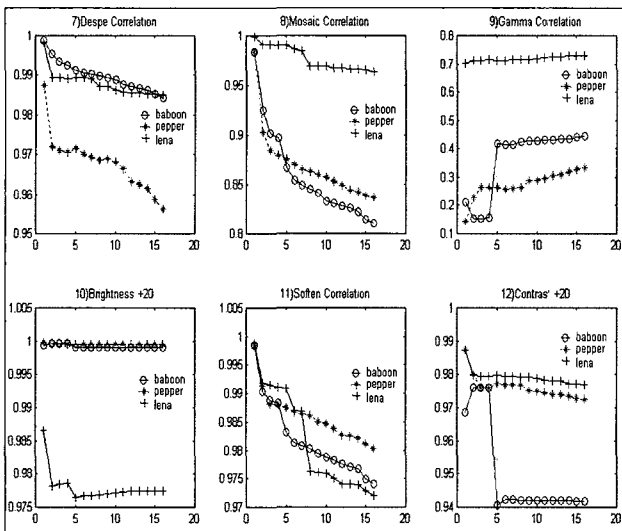 7)Despe Correlation
8)Mosaic Correlation
9)Gamma Correlation
1
0.99
0.98
0.97
0.96
0.95
0 5 10 15 20
baboon
pepper
lena
1
0.95
0.9
0.85
0.8
0 5 10 15 20
baboon
pepper
lena
0.8
0.7
0.6
0.5
0.4
0.3
0.2
0.1
0 5 10 15 20
baboon
pepper
lena
10)Brightness +20
11)Soften Correlation
12)Contras' +20
1.005
1
0.995
0.99
0.985
0.98
0.975
0 5 10 15 20
baboon
pepper
lena
1
0.995
0.99
0.985
0.98
0.975
0.97
0 5 10 15 20
baboon
pepper
lena
1
0.99
0.98
0.97
0.96
0.95
0.94
0 5 10 15 20
baboon
pepper
lena